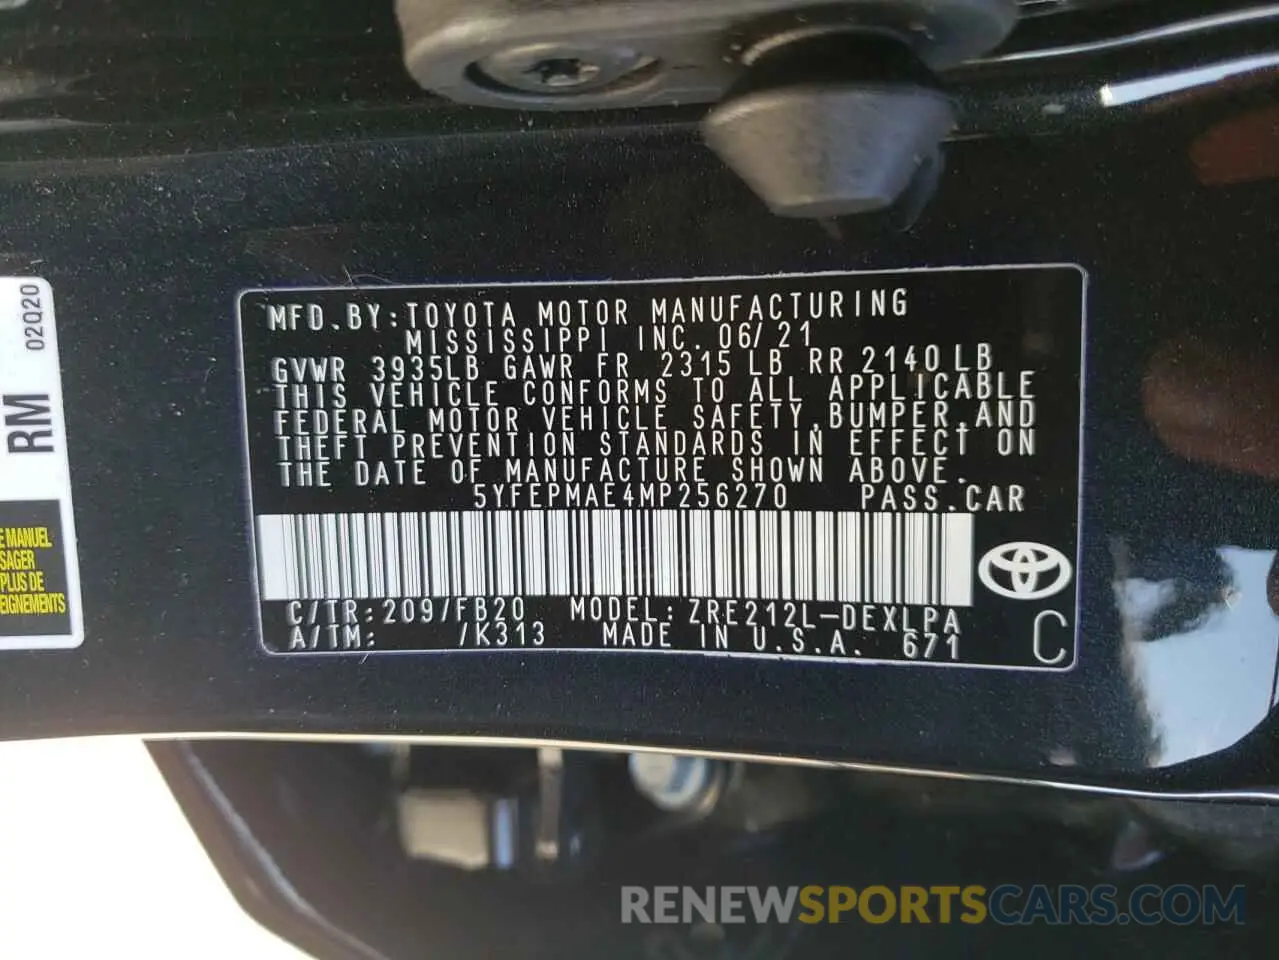 MFD.BY:TOYOTA MOTOR MANUFACTURING
MISSISSIPPI INC. 06/21
GVWR 3935LB GAWR FR 2315 LB RR 2140 LB
THIS VEHICLE CONFORMS TO ALL APPLICABLE
FEDERAL MOTOR VEHICLE SAFETY,BUMPER,AND
THEFT PREVENTION STANDARDS IN EFFECT ON
THE DATE OF MANUFACTURE SHOWN ABOVE.
5YFEPMAE4MP256270 PASS.CAR
C/TR:209/FB20 MODEL:ZRE212L-DEXLPA
A/TM: /K313 MADE IN U.S.A. 671
C
RM 02Q20
MANUEL
PLUS DE
RENEWSPORTSCARS.COM